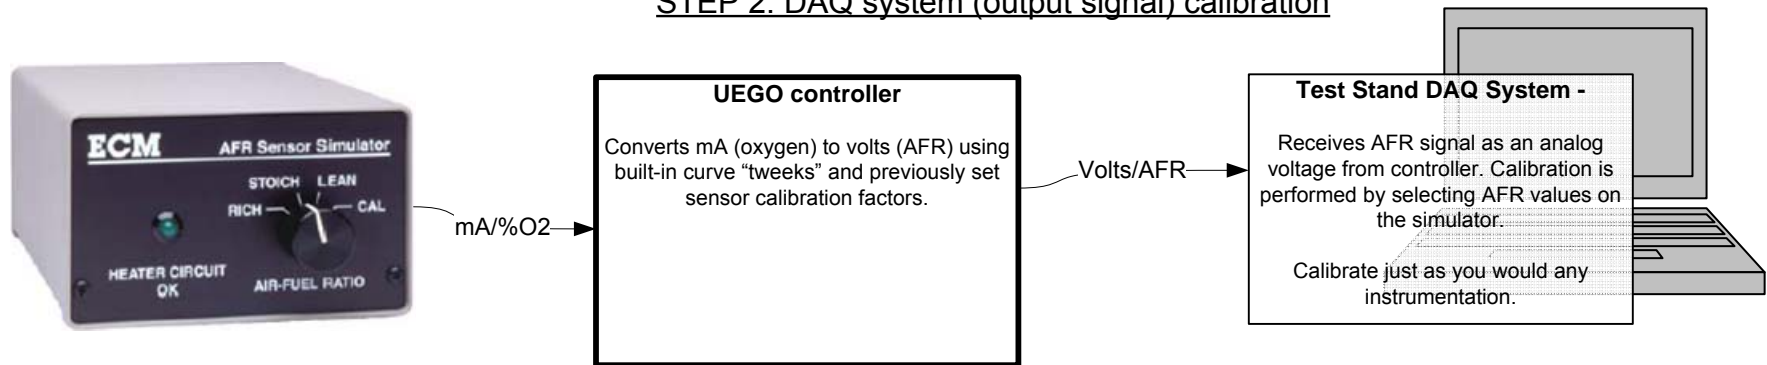 STEP 2. DAQ system (output signal) calibration
ECM
AFR Sensor Simulator
STOICH LEAN
RICH
CAL
HEATER CIRCUIT
OK
AIR-FUEL RATIO
mA/%O2
UEGO controller
Converts mA (oxygen) to volts (AFR) using
built-in curve “tweeks” and previously set
sensor calibration factors.
Volts/AFR
Test Stand DAQ System -
Receives AFR signal as an analog
voltage from controller. Calibration is
performed by selecting AFR values on
the simulator.
Calibrate just as you would any
instrumentation.